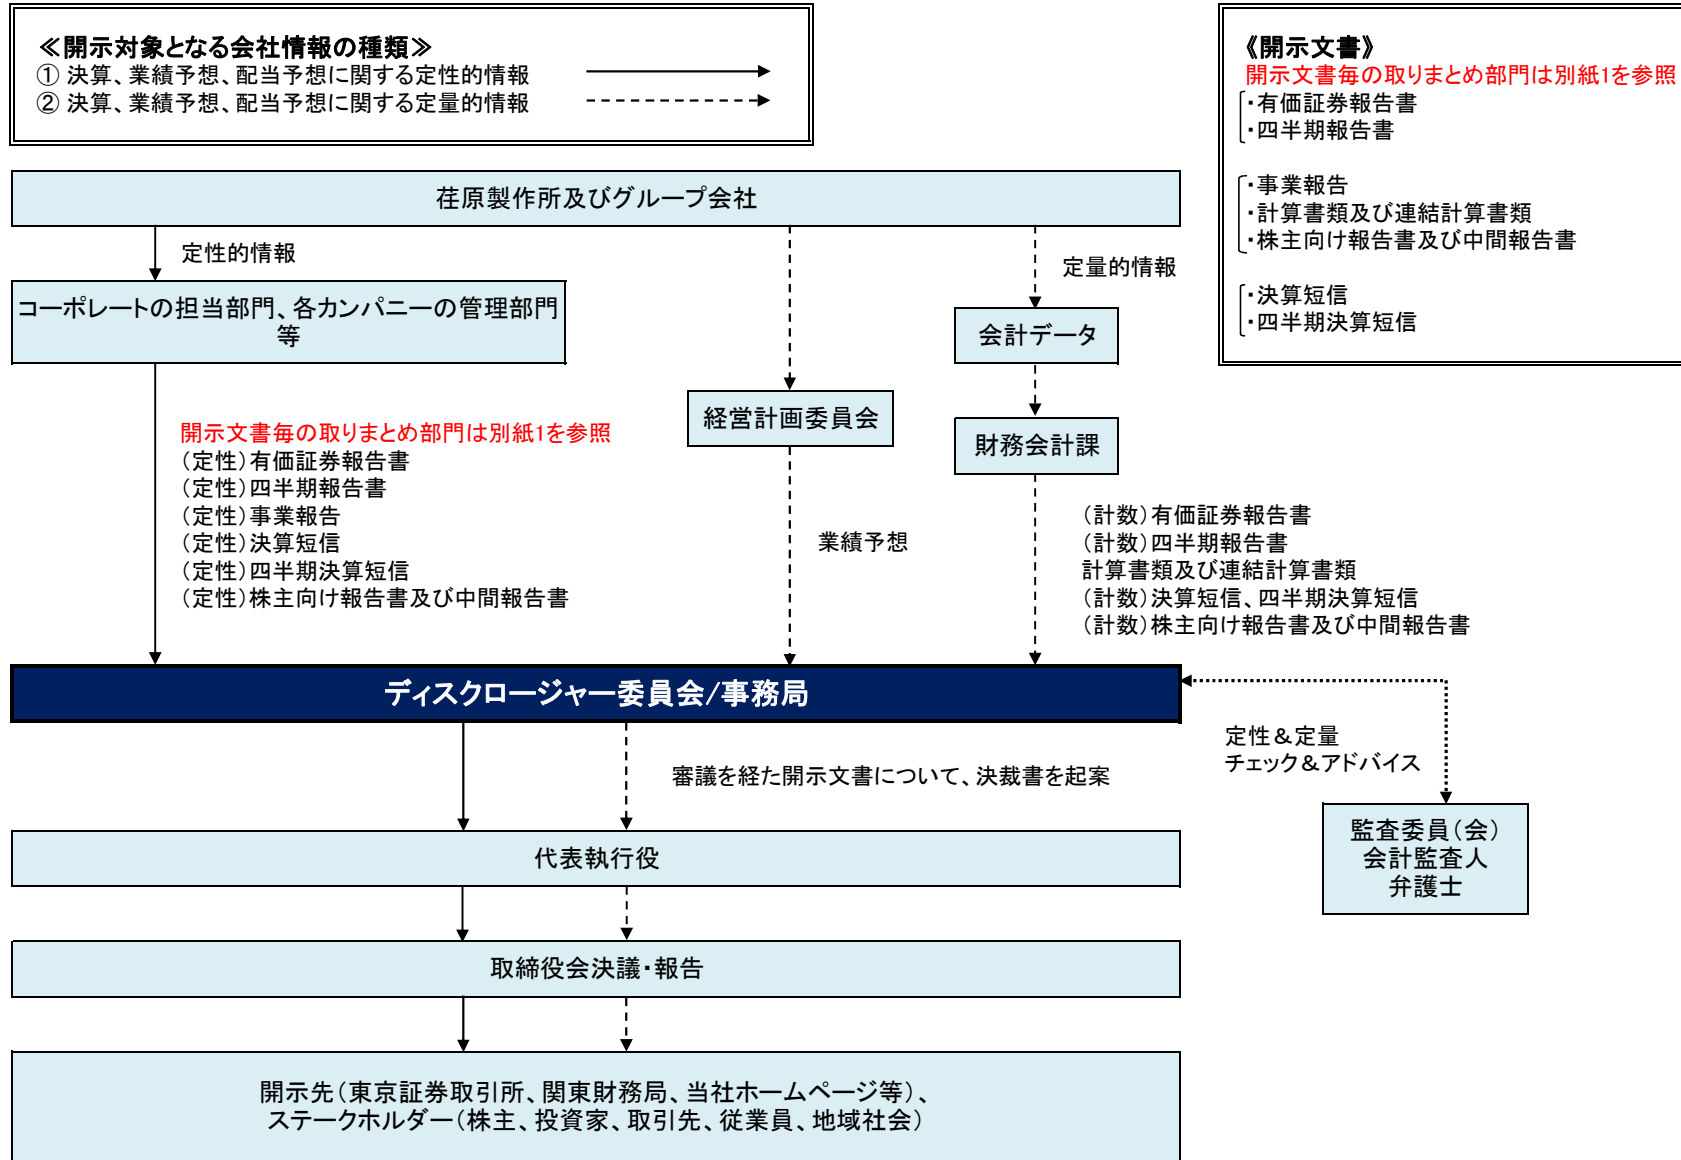 ≪開示対象となる会社情報の種類≫
① 決算、業績予想、配当予想に関する定性的情報
② 決算、業績予想、配当予想に関する定量的情報
《開示文書》
開示文書毎の取りまとめ部門は別紙1を参照
・有価証券報告書
・四半期報告書
・事業報告
・計算書類及び連結計算書類
・株主向け報告書及び中間報告書
・決算短信
・四半期決算短信
荏原製作所及びグループ会社
定性的情報
定量的情報
コーポレートの担当部門、各カンパニーの管理部門
等
会計データ
経営計画委員会
財務会計課
開示文書毎の取りまとめ部門は別紙1を参照
（定性）有価証券報告書
（定性）四半期報告書
（定性）事業報告
（定性）決算短信
（定性）四半期決算短信
（定性）株主向け報告書及び中間報告書
業績予想
（計数）有価証券報告書
（計数）四半期報告書
計算書類及び連結計算書類
（計数）決算短信、四半期決算短信
（計数）株主向け報告書及び中間報告書
ディスクロージャー委員会/事務局
定性＆定量
チェック＆アドバイス
審議を経た開示文書について、決裁書を起案
監査委員（会）
会計監査人
弁護士
代表執行役
取締役会決議・報告
開示先（東京証券取引所、関東財務局、当社ホームページ等）、
ステークホルダー（株主、投資家、取引先、従業員、地域社会）